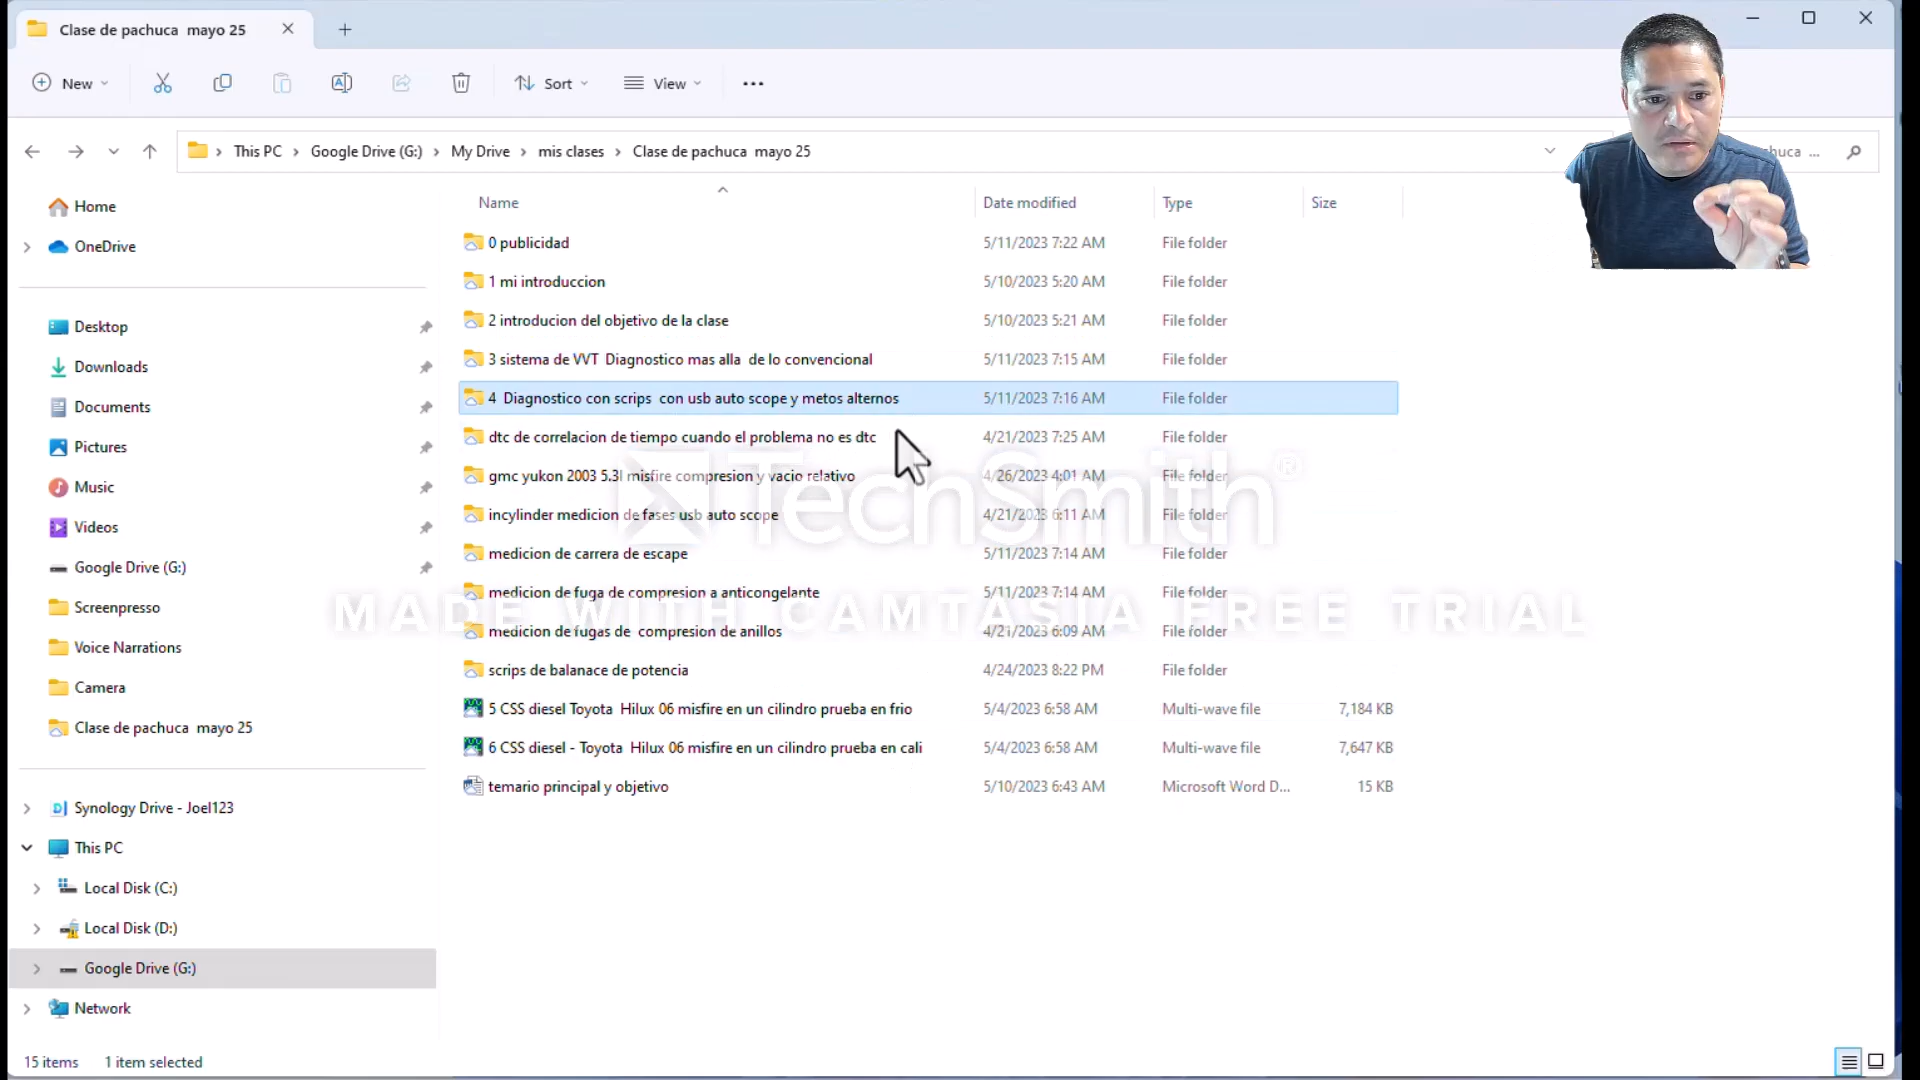 Clase de pachuca mayo 25
New
Sort
View
This PC > Google Drive (G:) > My Drive > mis clases > Clase de pachuca mayo 25
huca ...
Home
OneDrive
Desktop
Downloads
Documents
Pictures
Music
Videos
Google Drive (G:)
Screenpresso
Voice Narrations
Camera
Clase de pachuca mayo 25
Synology Drive - Joel123
This PC
Local Disk (C:)
Local Disk (D:)
Google Drive (G:)
Network
Name Date modified Type Size
0 publicidad 5/11/2023 7:22 AM File folder
1 mi introduccion 5/10/2023 5:20 AM File folder
2 introducion del objetivo de la clase 5/10/2023 5:21 AM File folder
3 sistema de VVT Diagnostico mas alla de lo convencional 5/11/2023 7:15 AM File folder
4 Diagnostico con scrips con usb auto scope y metos alternos 5/11/2023 7:16 AM File folder
dtc de correlacion de tiempo cuando el problema no es dtc 4/21/2023 7:25 AM File folder
gmc yukon 2003 5.3l misfire compresion y vacio relativo 4/26/2023 4:01 AM File folder
incylinder medicion de fases usb auto scope 4/21/2023 6:11 AM File folder
medicion de carrera de escape 5/11/2023 7:14 AM File folder
medicion de fuga de compresion a anticongelante 5/11/2023 7:14 AM File folder
medicion de fugas de compresion de anillos 4/21/2023 6:09 AM File folder
scrips de balanace de potencia 4/24/2023 8:22 PM File folder
5 CSS diesel Toyota Hilux 06 misfire en un cilindro prueba en frio 5/4/2023 6:58 AM Multi-wave file 7,184 KB
6 CSS diesel - Toyota Hilux 06 misfire en un cilindro prueba en cali 5/4/2023 6:58 AM Multi-wave file 7,647 KB
temario principal y objetivo 5/10/2023 6:43 AM Microsoft Word D... 15 KB
TechSmith®
MADE WITH CAMTASIA FREE TRIAL
15 items 1 item selected